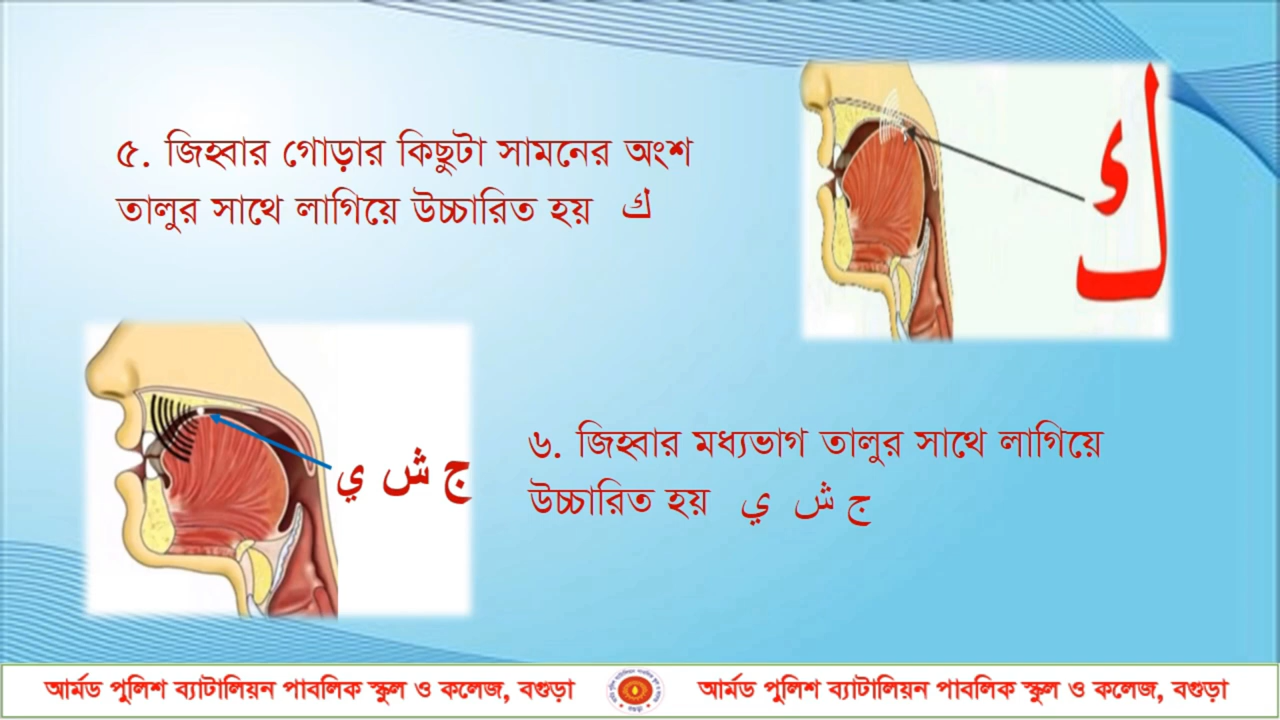 ৫. জিহ্বার গোড়ার কিছুটা সামনের অংশ
তালুর সাথে লাগিয়ে উচ্চারিত হয় ك
ك
ج ش ي
৬. জিহ্বার মধ্যভাগ তালুর সাথে লাগিয়ে
উচ্চারিত হয় ج ش ي
আর্মড পুলিশ ব্যাটালিয়ন পাবলিক স্কুল ও কলেজ, বগুড়া
আর্মড পুলিশ ব্যাটালিয়ন পাবলিক স্কুল ও কলেজ, বগুড়া